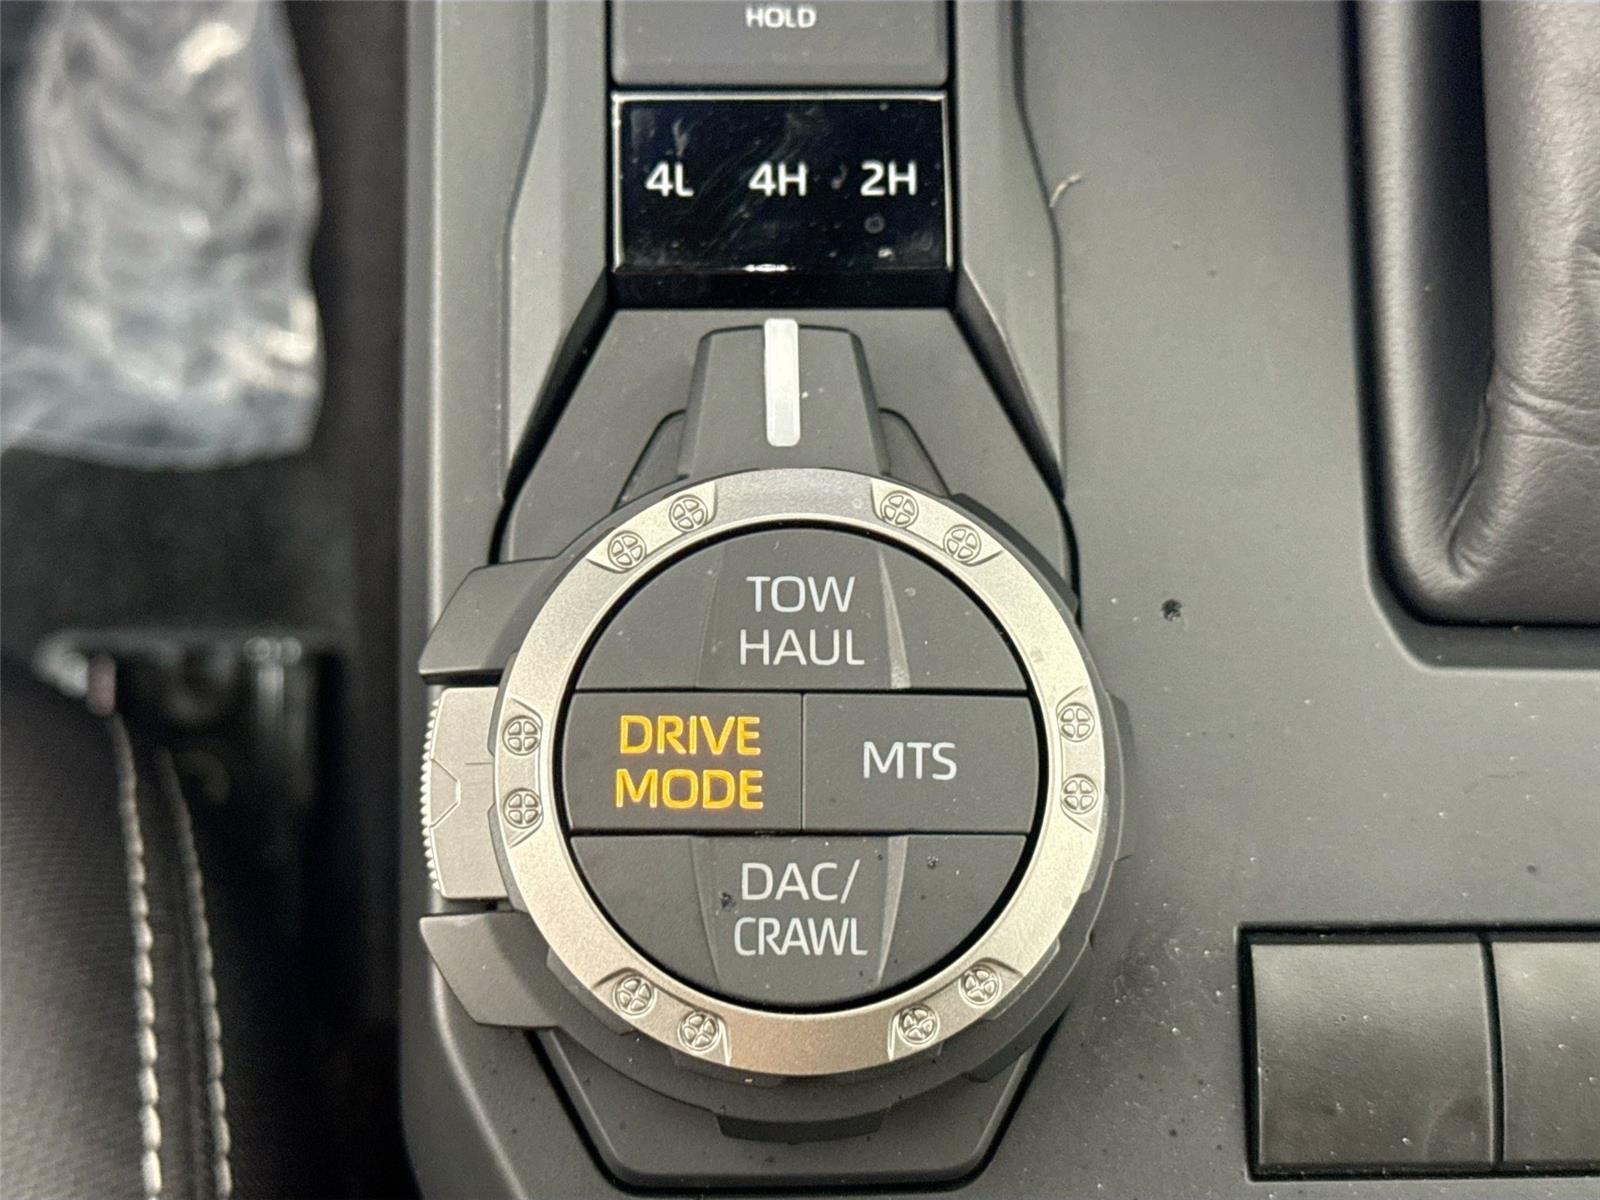 HOLD
4L 4H 2H
TOW
HAUL
DRIVE
MODE
MTS
DAC/
CRAWL